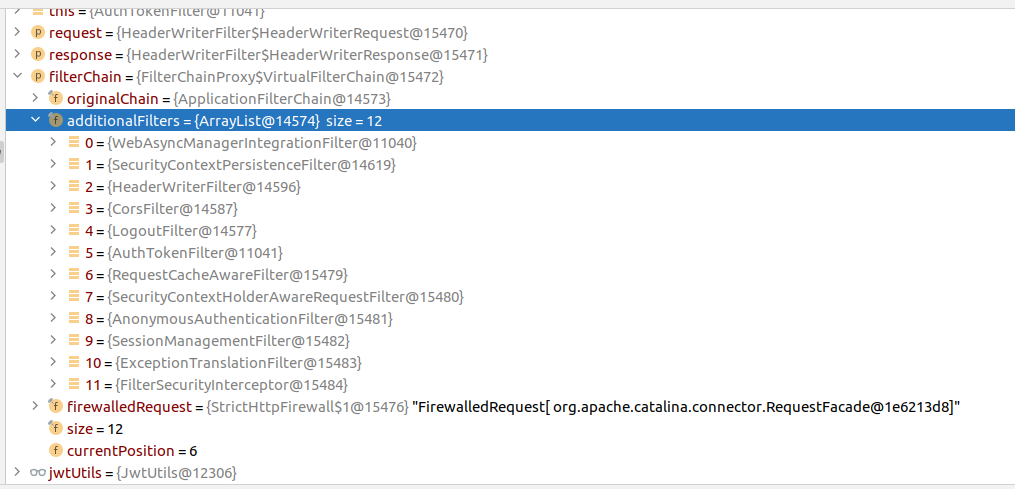 this = {AuthTokenFilter@11041}
request = {HeaderWriterFilter$HeaderWriterRequest@15470}
response = {HeaderWriterFilter$HeaderWriterResponse@15471}
filterChain = {FilterChainProxy$VirtualFilterChain@15472}
originalChain = {ApplicationFilterChain@14573}
additionalFilters = {ArrayList@14574} size = 12
0 = {WebAsyncManagerIntegrationFilter@11040}
1 = {SecurityContextPersistenceFilter@14619}
2 = {HeaderWriterFilter@14596}
3 = {CorsFilter@14587}
4 = {LogoutFilter@14577}
5 = {AuthTokenFilter@11041}
6 = {RequestCacheAwareFilter@15479}
7 = {SecurityContextHolderAwareRequestFilter@15480}
8 = {AnonymousAuthenticationFilter@15481}
9 = {SessionManagementFilter@15482}
10 = {ExceptionTranslationFilter@15483}
11 = {FilterSecurityInterceptor@15484}
firewalledRequest = {StrictHttpFirewall$1@15476} "FirewalledRequest[ org.apache.catalina.connector.RequestFacade@1e6213d8]"
size = 12
currentPosition = 6
jwtUtils = {JwtUtils@12306}